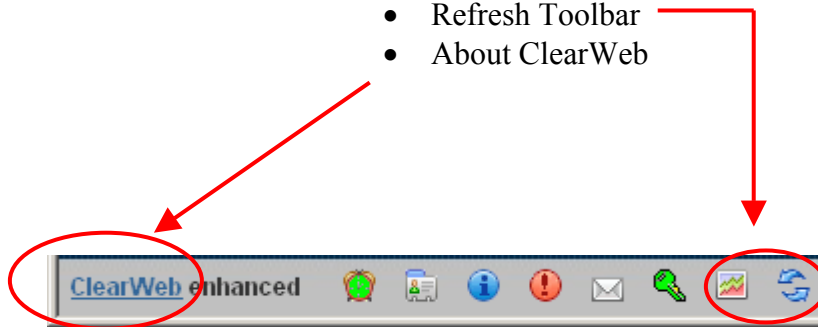 • Refresh Toolbar
• About ClearWeb
ClearWeb enhanced